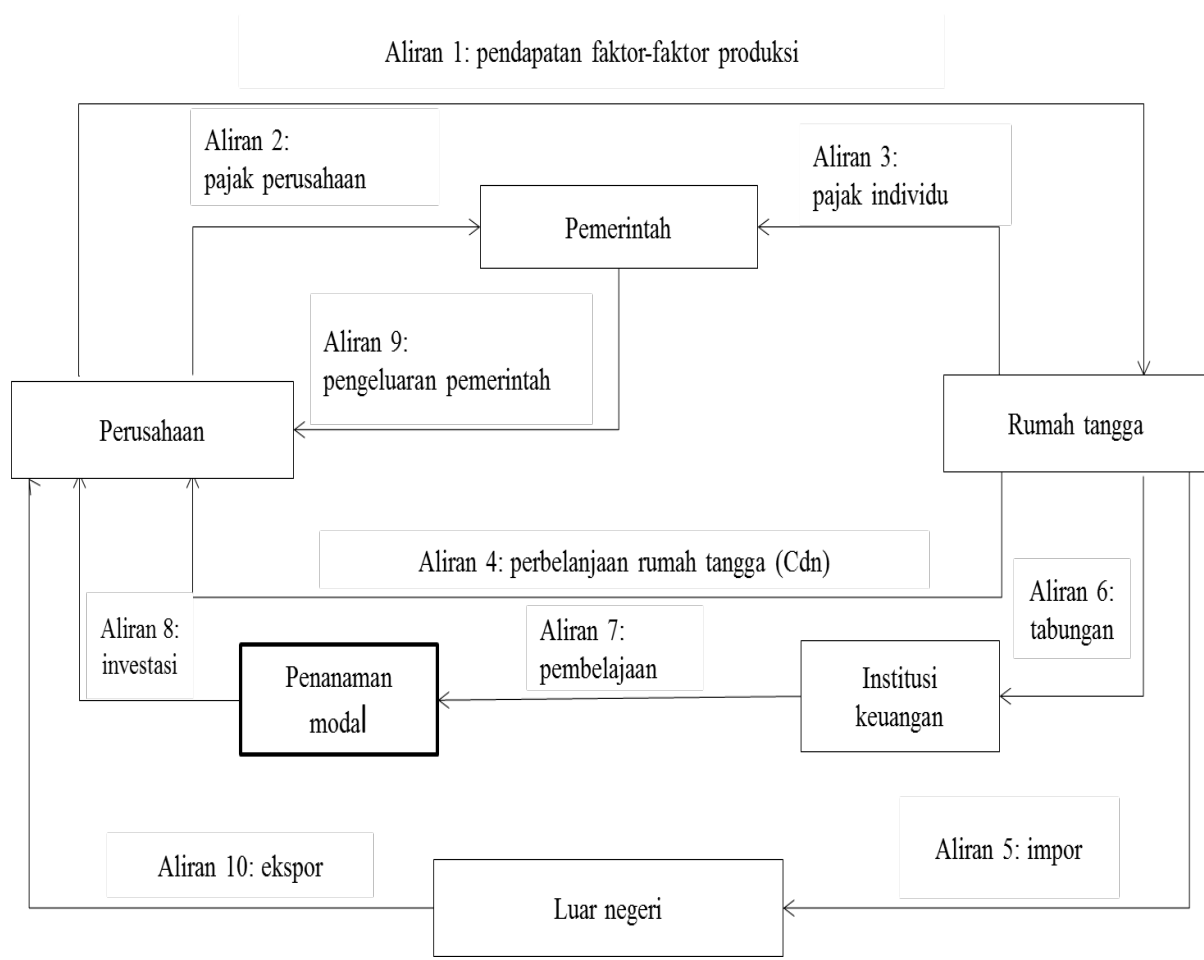 Aliran 1: pendapatan faktor-faktor produksi
Aliran 2:
pajak perusahaan
Aliran 3:
pajak individu
Pemerintah
Aliran 9:
pengeluaran pemerintah
Perusahaan
Rumah tangga
Aliran 4: perbelanjaan rumah tangga (Cdn)
Aliran 8:
investasi
Penanaman
modal
Aliran 7:
pembelajaan
Institusi
keuangan
Aliran 6:
tabungan
Aliran 10: ekspor
Luar negeri
Aliran 5: impor